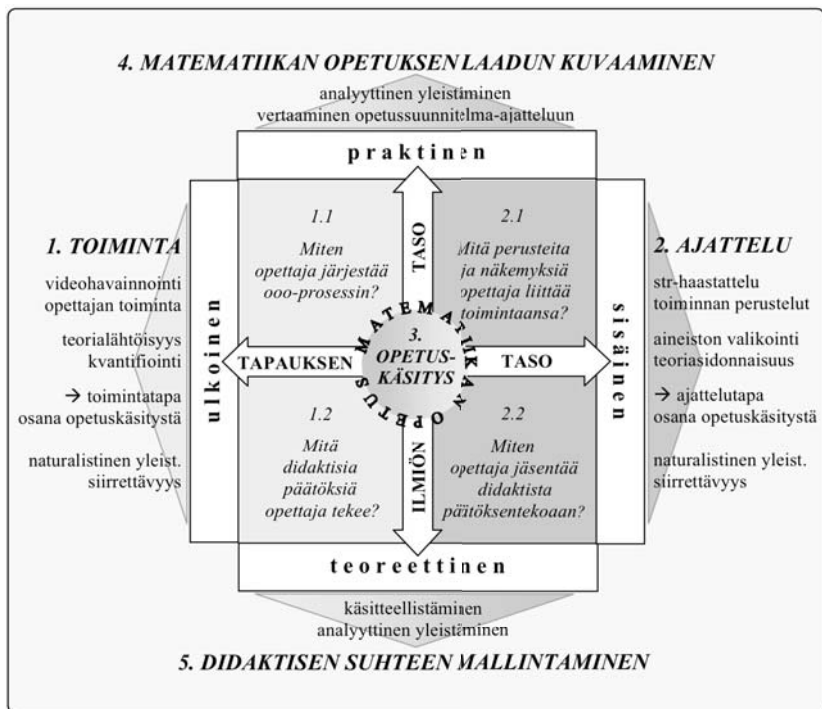 4. MATEMATIIKAN OPETUKSEN LAADUN KUVAAMINEN
analyyttinen yleistäminen
vertaaminen opetussuunnitelma-ajatteluun
praktinen
1. TOIMINTA
videohavainnointi
opettajan toiminta
teorialähtöisyys
kvantifiointi
→ toimintatapa
osana opetuskäsitystä
naturalistinen yleist.
siirrettävyys
ulkoinen
1.1
Miten
opettaja järjestää
ooo-prosessin?
TASO
2.1
Mitä perusteita
ja näkemyksiä
opettaja liittää
toimintaansa?
TAPAUKSEN
MATEMATIIKAN OPETUS
3.
OPETUS-
KÄSITYS
TASO
1.2
Mitä
didaktisia
päätöksiä
opettaja tekee?
ILMIÖN
2.2
Miten
opettaja jäsentää
didaktista
päätöksentekoaan?
sisäinen
2. AJATTELU
str-haastattelu
toiminnan perustelut
aineiston valikointi
teoriasidonnaisuus
→ ajattelutapa
osana opetuskäsitystä
naturalistinen yleist.
siirrettävyys
teoreettinen
käsitteellistäminen
analyyttinen yleistäminen
5. DIDAKTISEN SUHTEEN MALLINTAMINEN